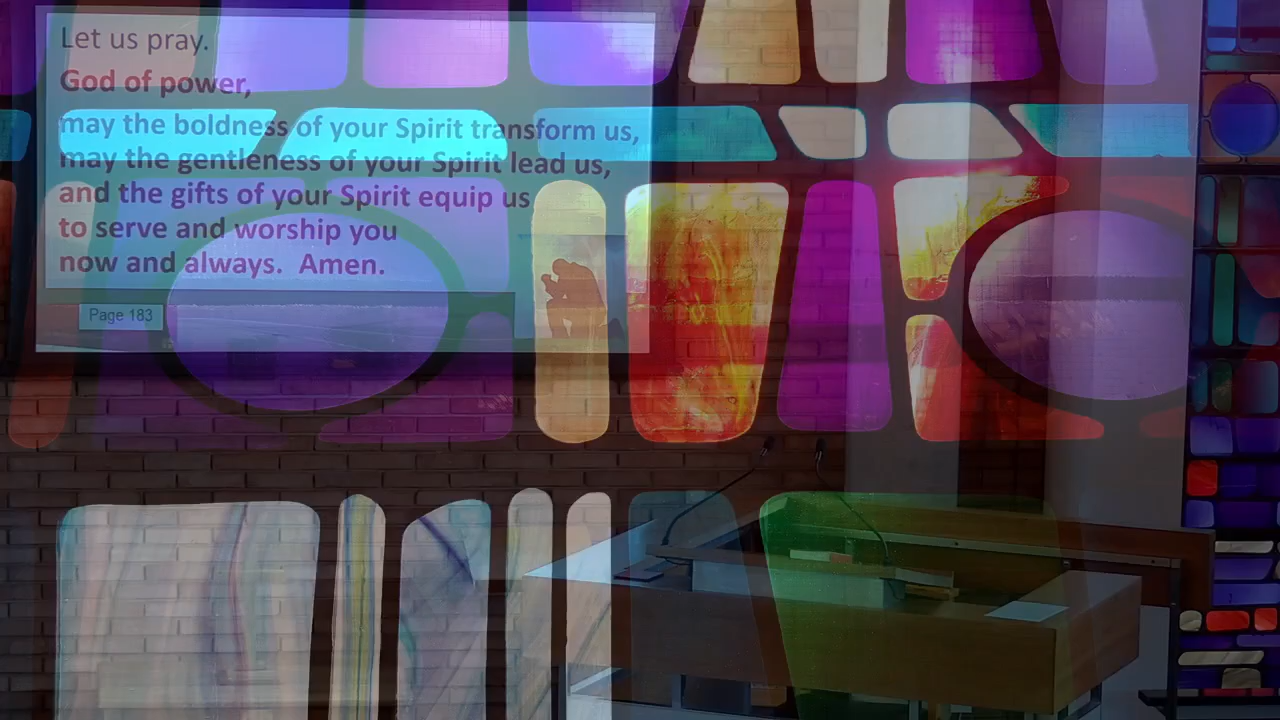 Let us pray.
God of power,
may the boldness of your Spirit transform us,
may the gentleness of your Spirit lead us,
and the gifts of your Spirit equip us
to serve and worship you
now and always.  Amen.
Page 183